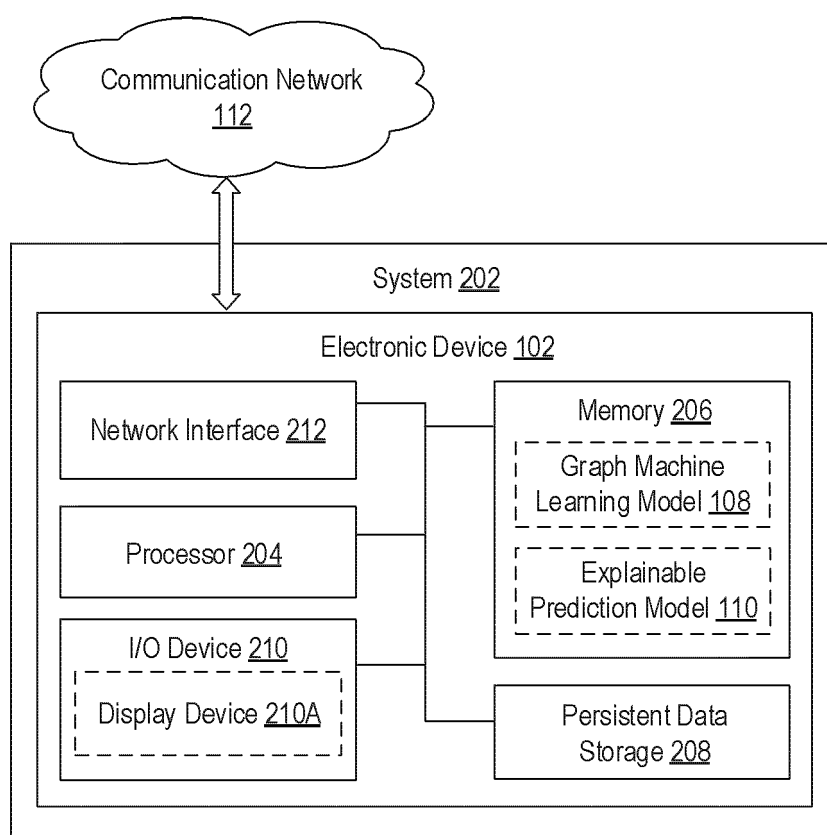 Communication Network
112
System 202
Electronic Device 102
Network Interface 212
Processor 204
I/O Device 210
Display Device 210A
Memory 206
Graph Machine
Learning Model 108
Explainable
Prediction Model 110
Persistent Data
Storage 208